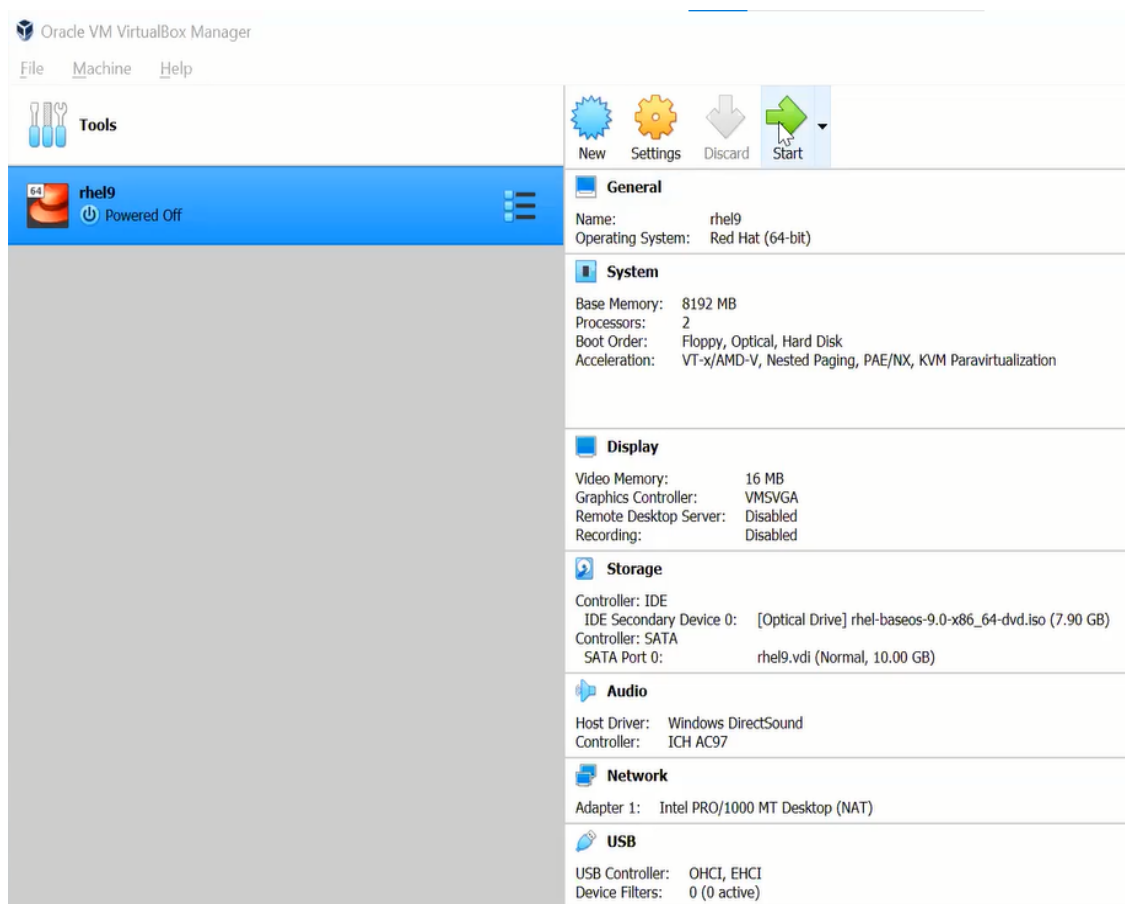 Oracle VM VirtualBox Manager
File Machine Help
Tools
64
rhel9
Powered Off
New Settings Discard Start
General
Name: rhel9
Operating System: Red Hat (64-bit)
System
Base Memory: 8192 MB
Processors: 2
Boot Order: Floppy, Optical, Hard Disk
Acceleration: VT-x/AMD-V, Nested Paging, PAE/NX, KVM Paravirtualization
Display
Video Memory: 16 MB
Graphics Controller: VMSVGA
Remote Desktop Server: Disabled
Recording: Disabled
Storage
Controller: IDE
IDE Secondary Device 0: [Optical Drive] rhel-baseos-9.0-x86_64-dvd.iso (7.90 GB)
Controller: SATA
SATA Port 0: rhel9.vdi (Normal, 10.00 GB)
Audio
Host Driver: Windows DirectSound
Controller: ICH AC97
Network
Adapter 1: Intel PRO/1000 MT Desktop (NAT)
USB
USB Controller: OHCI, EHCI
Device Filters: 0 (0 active)